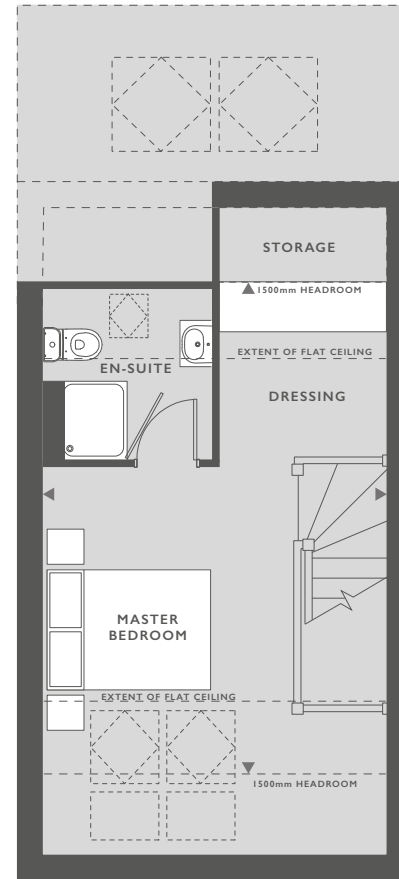 STORAGE
1500mm HEADROOM
EXTENT OF FLAT CEILING
EN-SUITE
DRESSING
MASTER
BEDROOM
EXTENT OF FLAT CEILING
1500mm HEADROOM